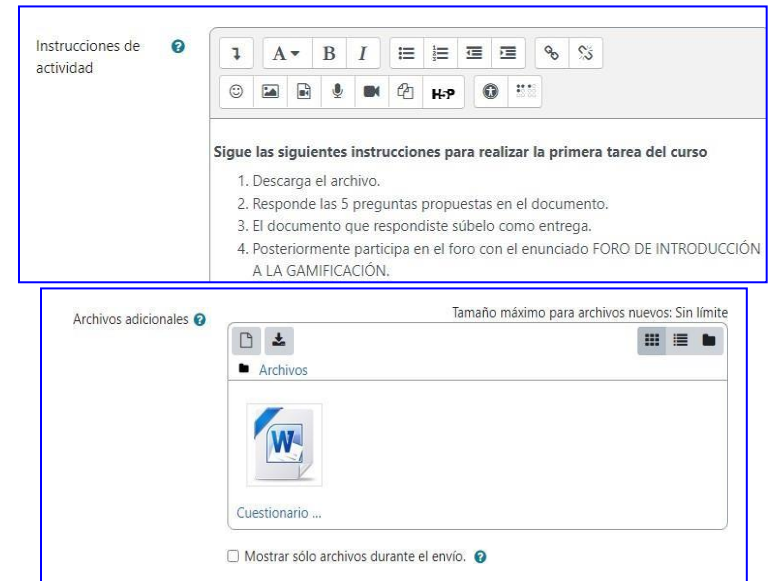 Instrucciones de
actividad
A B I
H-P
Sigue las siguientes instrucciones para realizar la primera tarea del curso
1. Descarga el archivo.
2. Responde las 5 preguntas propuestas en el documento.
3. El documento que respondiste súbelo como entrega.
4. Posteriormente participa en el foro con el enunciado FORO DE INTRODUCCIÓN
A LA GAMIFICACIÓN.
Archivos adicionales
Tamaño máximo para archivos nuevos: Sin límite
Archivos
W
Cuestionario ...
Mostrar sólo archivos durante el envío.